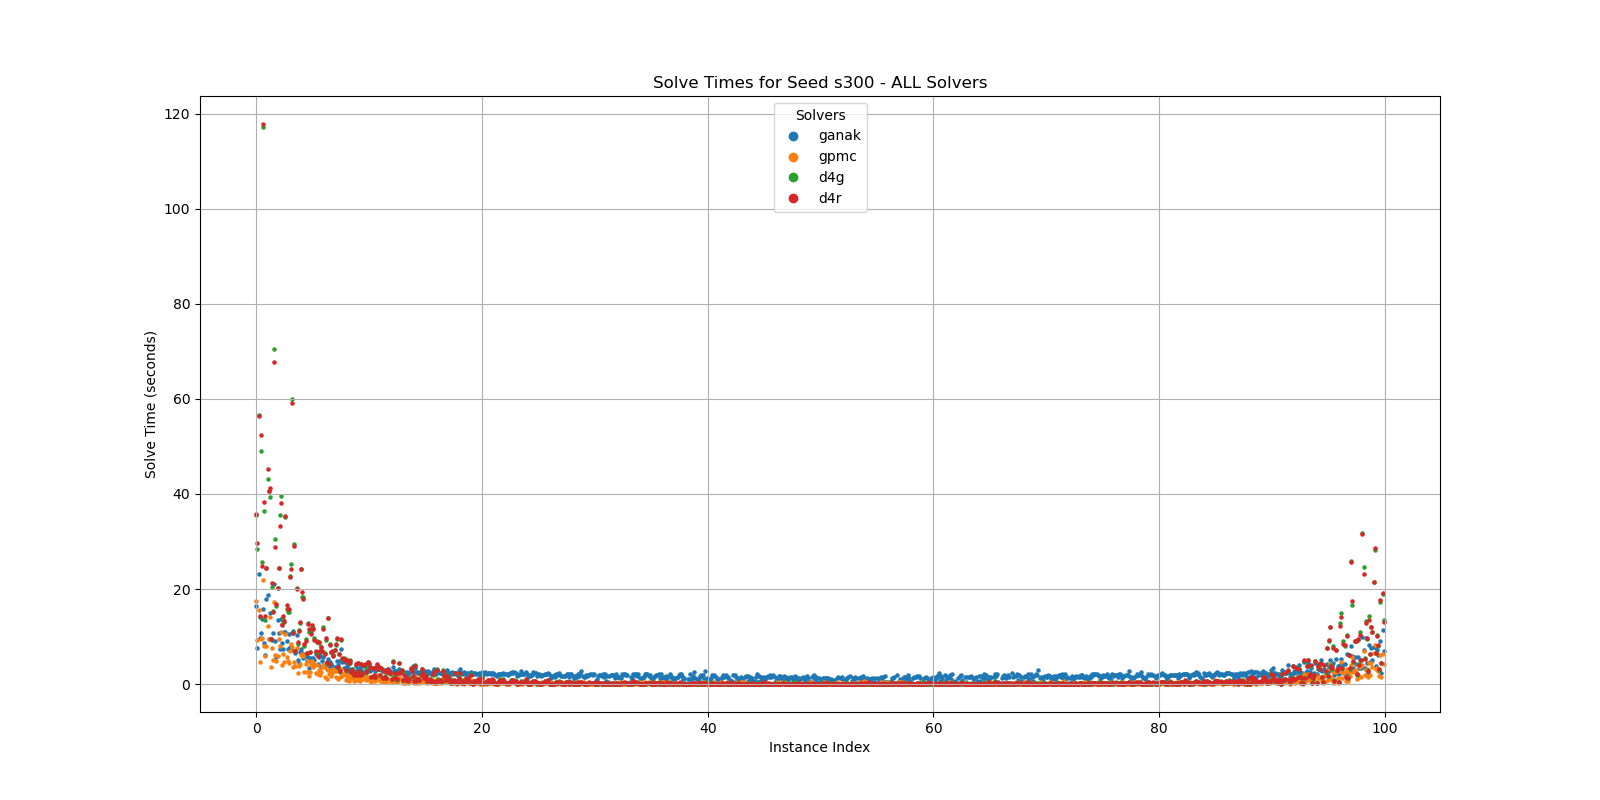 Solve Times for Seed s300 - ALL Solvers
Solvers
ganak
gpmc
d4g
d4r
Solve Time (seconds)
120
100
80
60
40
20
0
0 20 40 60 80 100
Instance Index